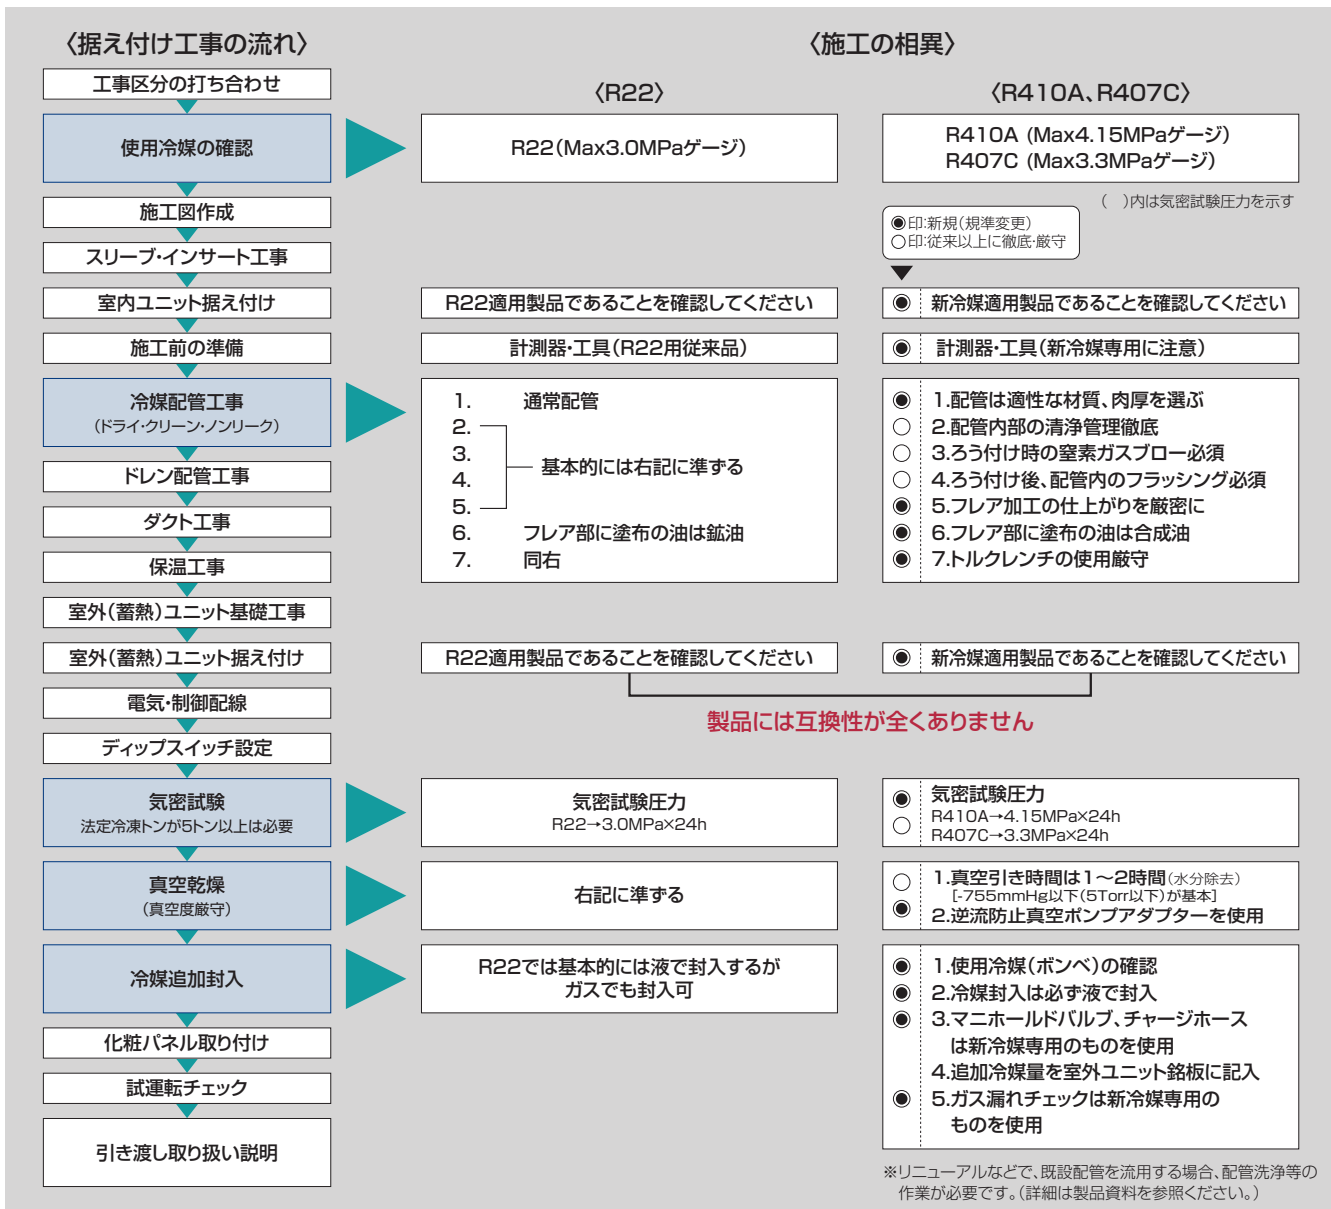 〈据え付け工事の流れ〉
〈施工の相異〉
〈R22〉
〈R410A、R407C〉
工事区分の打ち合わせ
使用冷媒の確認
R22(Max3.0MPaゲージ)
R410A (Max4.15MPaゲージ)
R407C (Max3.3MPaゲージ)
(　)内は気密試験圧力を示す
◉印:新規(規準変更)
○印:従来以上に徹底・厳守
施工図作成
スリーブ・インサート工事
室内ユニット据え付け
R22適用製品であることを確認してください
◉ 新冷媒適用製品であることを確認してください
施工前の準備
計測器・工具(R22用従来品)
◉ 計測器・工具(新冷媒専用に注意)
冷媒配管工事
(ドライ・クリーン・ノンリーク)
1. 通常配管
2.
3.
4.
5.
基本的には右記に準ずる
6. フレア部に塗布の油は鉱油
7. 同右
◉ 1.配管は適性な材質、肉厚を選ぶ
○ 2.配管内部の清浄管理徹底
○ 3.ろう付け時の窒素ガスブロー必須
○ 4.ろう付け後、配管内のフラッシング必須
◉ 5.フレア加工の仕上がりを厳密に
◉ 6.フレア部に塗布の油は合成油
◉ 7.トルクレンチの使用厳守
ドレン配管工事
ダクト工事
保温工事
室外(蓄熱)ユニット基礎工事
室外(蓄熱)ユニット据え付け
R22適用製品であることを確認してください
◉ 新冷媒適用製品であることを確認してください
製品には互換性が全くありません
電気・制御配線
ディップスイッチ設定
気密試験
法定冷凍トンが5トン以上は必要
気密試験圧力
R22→3.0MPa×24h
◉ 気密試験圧力
○ R410A→4.15MPa×24h
R407C→3.3MPa×24h
真空乾燥
(真空度厳守)
右記に準ずる
○ 1.真空引き時間は1～2時間(水分除去)
[-755mmHg以下(5Torr以下)が基本]
◉ 2.逆流防止真空ポンプアダプターを使用
冷媒追加封入
R22では基本的には液で封入するが
ガスでも封入可
◉ 1.使用冷媒(ボンベ)の確認
◉ 2.冷媒封入は必ず液で封入
◉ 3.マニホールドバルブ、チャージホース
は新冷媒専用のものを使用
4.追加冷媒量を室外ユニット銘板に記入
◉ 5.ガス漏れチェックは新冷媒専用の
ものを使用
化粧パネル取り付け
試運転チェック
引き渡し取り扱い説明
※リニューアルなどで、既設配管を流用する場合、配管洗浄等の
作業が必要です。(詳細は製品資料を参照ください。)